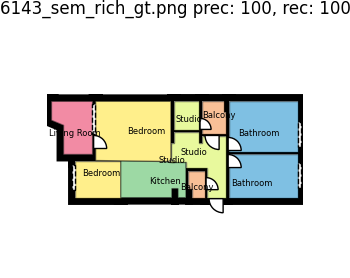 6143_sem_rich_gt.png prec: 100, rec: 100
Balcony
Studio
Living Room
Bedroom
Bathroom
Studio
Studio
Bedroom
Kitchen
Balcony
Bathroom